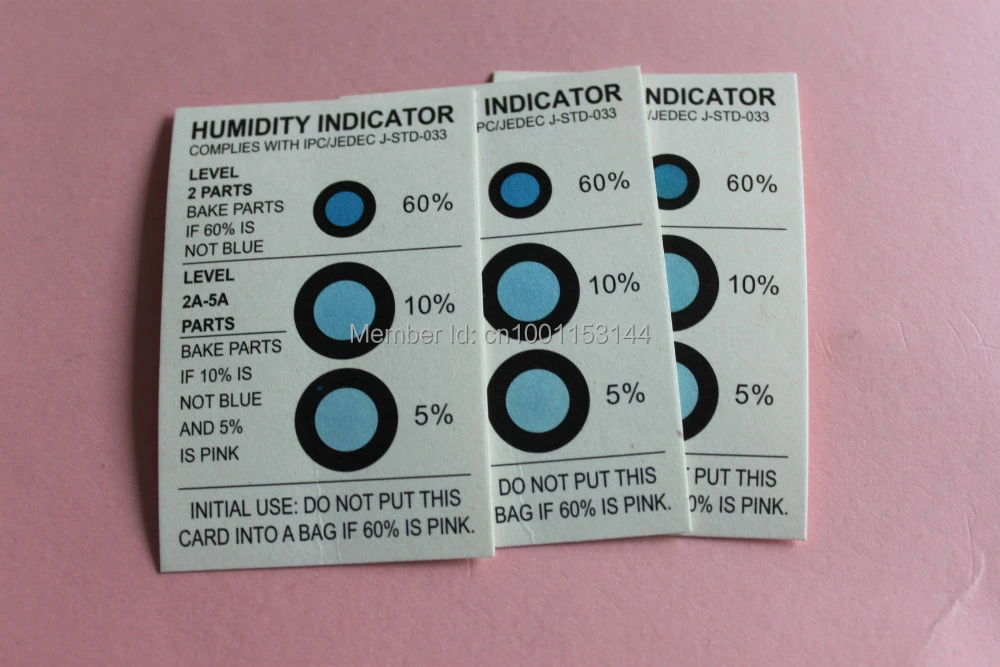 HUMIDITY INDICATOR
COMPLIES WITH IPC/JEDEC J-STD-033
LEVEL
2 PARTS
BAKE PARTS
IF 60% IS
NOT BLUE
60%
LEVEL
2A-5A
PARTS
10%
BAKE PARTS
IF 10% IS
NOT BLUE
AND 5%
IS PINK
5%
INITIAL USE: DO NOT PUT THIS
CARD INTO A BAG IF 60% IS PINK.
INDICATOR
PC/JEDEC J-STD-033
60%
10%
5%
DO NOT PUT THIS
BAG IF 60% IS PINK.
NDICATOR
/JEDEC J-STD-033
60%
10%
5%
PUT THIS
0% IS PINK.
Member Id: cn1001153144